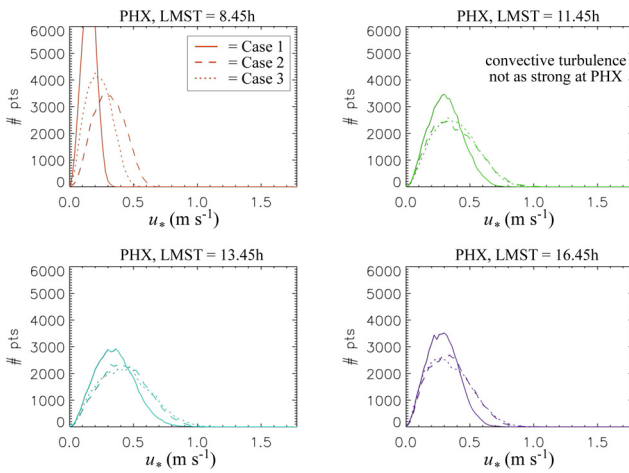 PHX, LMST = 8.45h
6000
5000
4000
3000
2000
1000
0
# pts
= Case 1
= Case 2
= Case 3
0.0 0.5 1.0 1.5
u* (m s-1)
PHX, LMST = 11.45h
6000
5000
4000
3000
2000
1000
0
# pts
convective turbulence
not as strong at PHX
0.0 0.5 1.0 1.5
u* (m s-1)
PHX, LMST = 13.45h
6000
5000
4000
3000
2000
1000
0
# pts
0.0 0.5 1.0 1.5
u* (m s-1)
PHX, LMST = 16.45h
6000
5000
4000
3000
2000
1000
0
# pts
0.0 0.5 1.0 1.5
u* (m s-1)